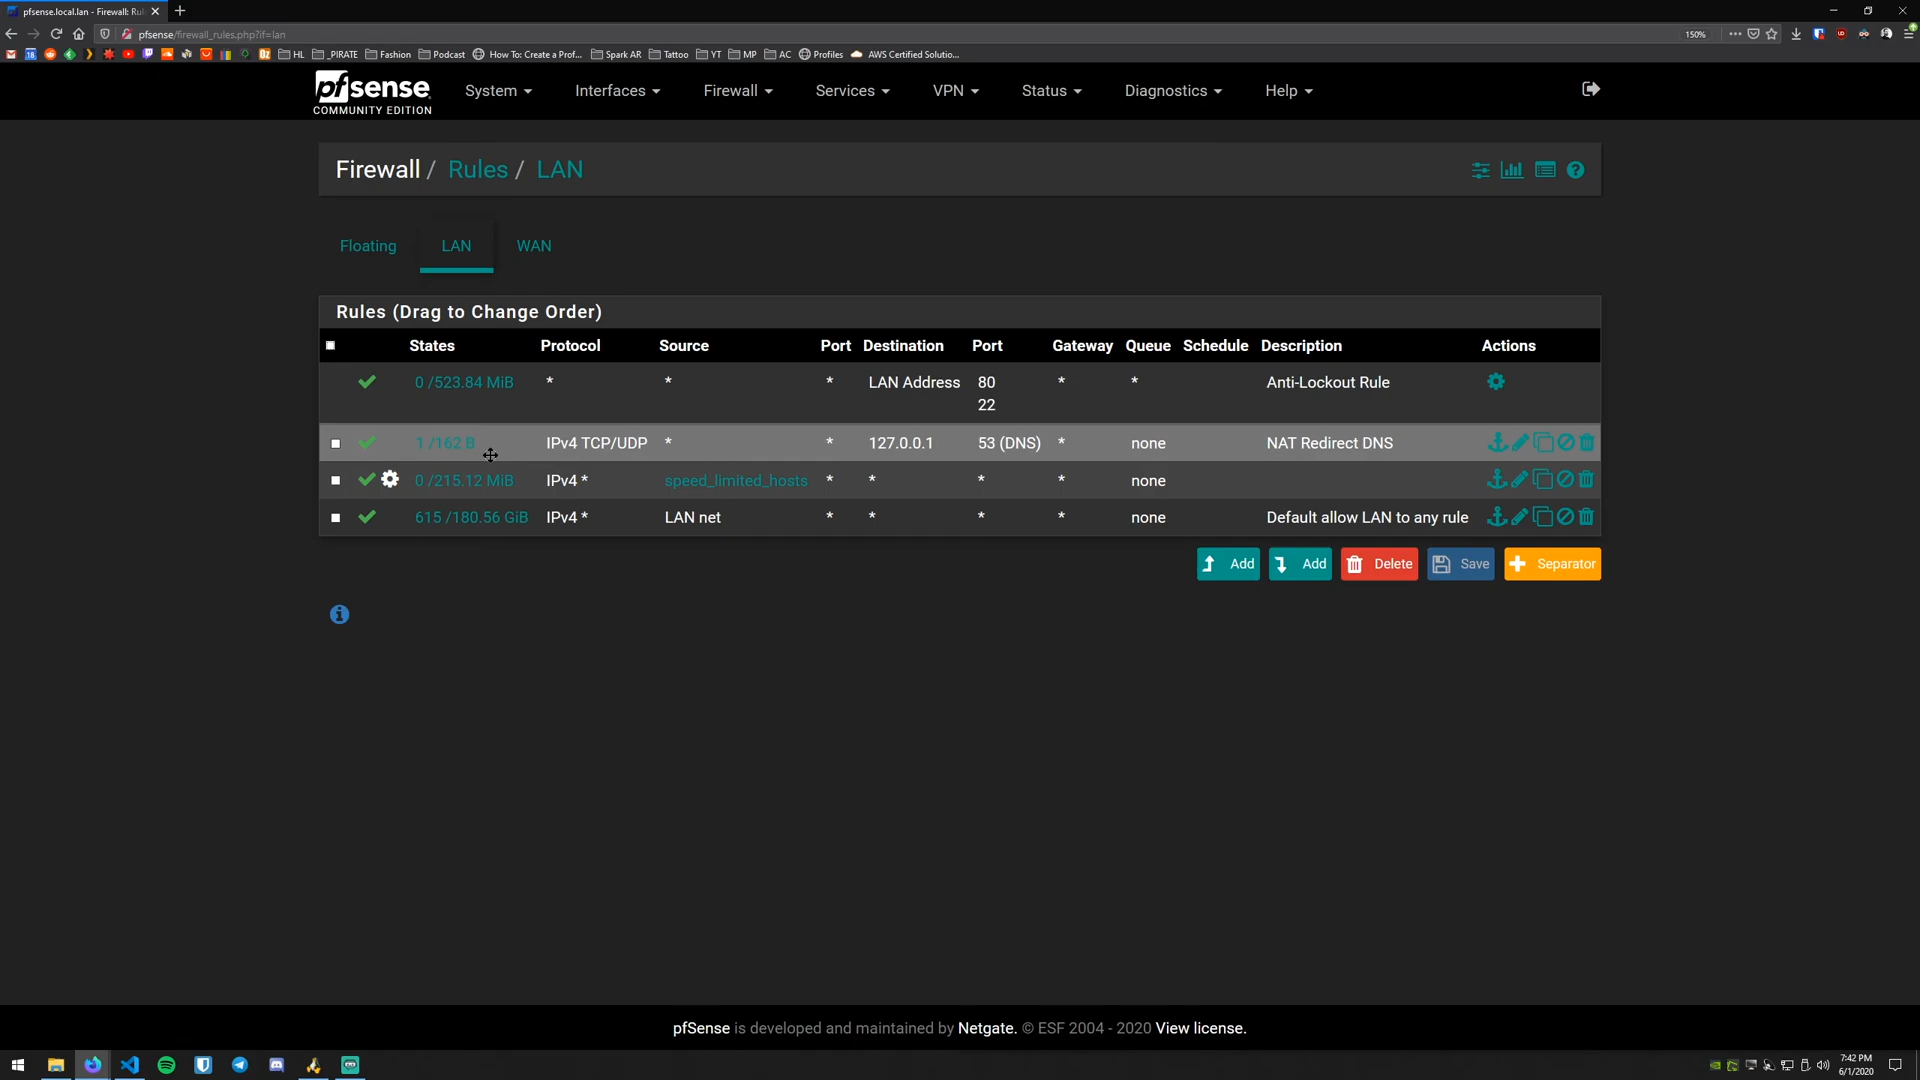 pfsense.local.lan - Firewall: Ru
pfsense/firewall_rules.php?if=lan
150%
HL
_PIRATE
Fashion
Podcast
How To: Create a Prof...
Spark AR
Tattoo
YT
MP
AC
Profiles
AWS Certified Solutio...
pfsense
COMMUNITY EDITION
System
Interfaces
Firewall
Services
VPN
Status
Diagnostics
Help
Firewall / Rules / LAN
Floating
LAN
WAN
Rules (Drag to Change Order)
States Protocol Source Port Destination Port Gateway Queue Schedule Description Actions
0 /523.84 MiB * * * LAN Address 80 * * Anti-Lockout Rule
22
1 /162 B IPv4 TCP/UDP * * 127.0.0.1 53 (DNS) * none NAT Redirect DNS
0 /215.12 MiB IPv4 * speed_limited_hosts * * * * none
615 /180.56 GiB IPv4 * LAN net * * * * none Default allow LAN to any rule
Add
Add
Delete
Save
Separator
pfSense is developed and maintained by Netgate. © ESF 2004 - 2020 View license.
7:42 PM
6/1/2020